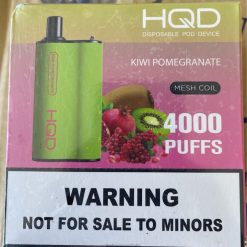 HQD
DISPOSABLE POD DEVICE
KIWI POMEGRANATE
MESH COIL
HQD
4000
PUFFS
WARNING
NOT FOR SALE TO MINORS